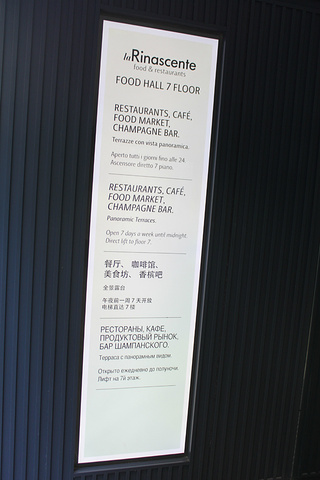 la Rinascente
food & restaurants
FOOD HALL 7 FLOOR
RESTAURANTS, CAFÉ,
FOOD MARKET,
CHAMPAGNE BAR.
Terrazze con vista panoramica.
Aperto tutti i giorni fino alle 24.
Ascensore diretto 7 piano.
RESTAURANTS, CAFÉ,
FOOD MARKET,
CHAMPAGNE BAR.
Panoramic Terraces.
Open 7 days a week until midnight.
Direct lift to floor 7.
餐厅、咖啡馆、
美食坊、香槟吧
全景露台
午夜前一周7天开放
电梯直达7楼
РЕСТОРАНЫ, КАФЕ,
ПРОДУКТОВЫЙ РЫНОК,
БАР ШАМПАНСКОГО.
Терраса с панорамным видом.
Открыто ежедневно до полуночи.
Лифт на 7й этаж.